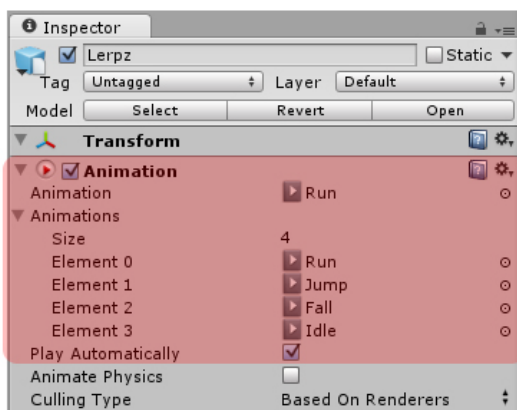 Inspector
Lerpz Static
Tag Untagged Layer Default
Model Select Revert Open
Transform
Animation
Animation Run
Animations
Size 4
Element 0 Run
Element 1 Jump
Element 2 Fall
Element 3 Idle
Play Automatically
Animate Physics
Culling Type Based On Renderers